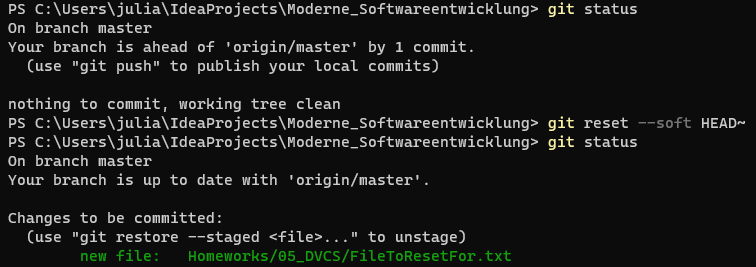 PS C:\Users\julia\IdeaProjects\Moderne_Softwareentwicklung> git status
On branch master
Your branch is ahead of 'origin/master' by 1 commit.
  (use "git push" to publish your local commits)

nothing to commit, working tree clean
PS C:\Users\julia\IdeaProjects\Moderne_Softwareentwicklung> git reset --soft HEAD~
PS C:\Users\julia\IdeaProjects\Moderne_Softwareentwicklung> git status
On branch master
Your branch is up to date with 'origin/master'.

Changes to be committed:
  (use "git restore --staged <file>..." to unstage)
        new file:   Homeworks/05_DVCS/FileToResetFor.txt